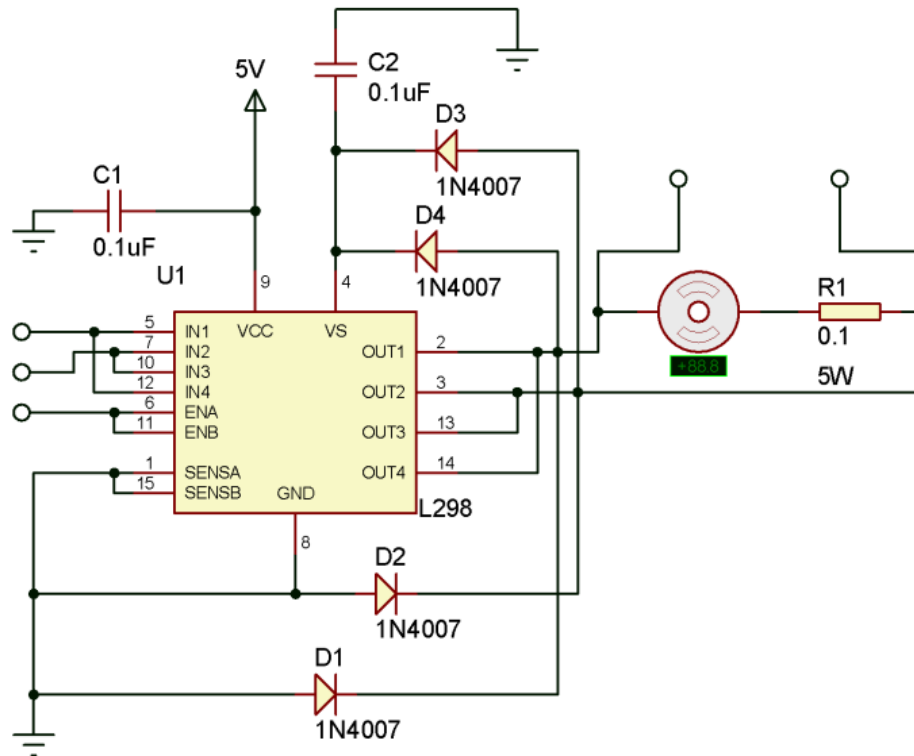 C2
0.1uF
5V
D3
1N4007
C1
0.1uF
D4
1N4007
U1
9
4
R1
0.1
5W
+88.8
5
IN1
VCC
VS
7
IN2
OUT1
2
10
IN3
12
IN4
OUT2
3
6
ENA
11
ENB
OUT3
13
1
SENSA
OUT4
14
15
SENSB
GND
L298
8
D2
1N4007
D1
1N4007